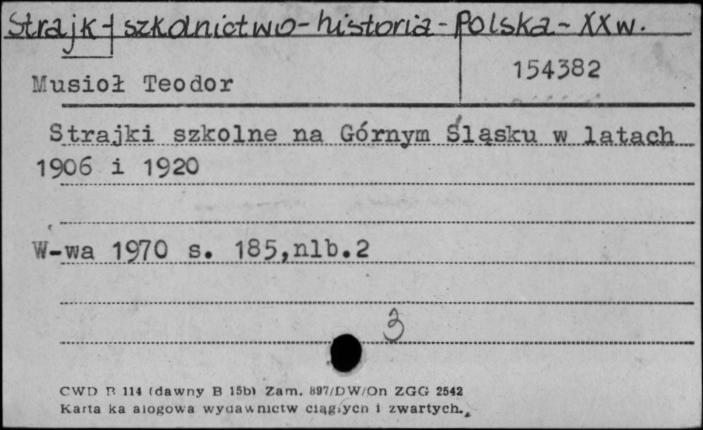 Strajk - szkolnictwo - historia - Polska - XX w.
Musioł Teodor
154382
Strajki szkolne na Górnym Śląsku w latach
1906 i 1920
W-wa 1970 s. 185,nlb.2
3
CWD B 114 (dawny B 15b) Zam. 897/DW/On ZGG 2542
Karta ka alogowa wydawnictw ciągłych i zwartych.